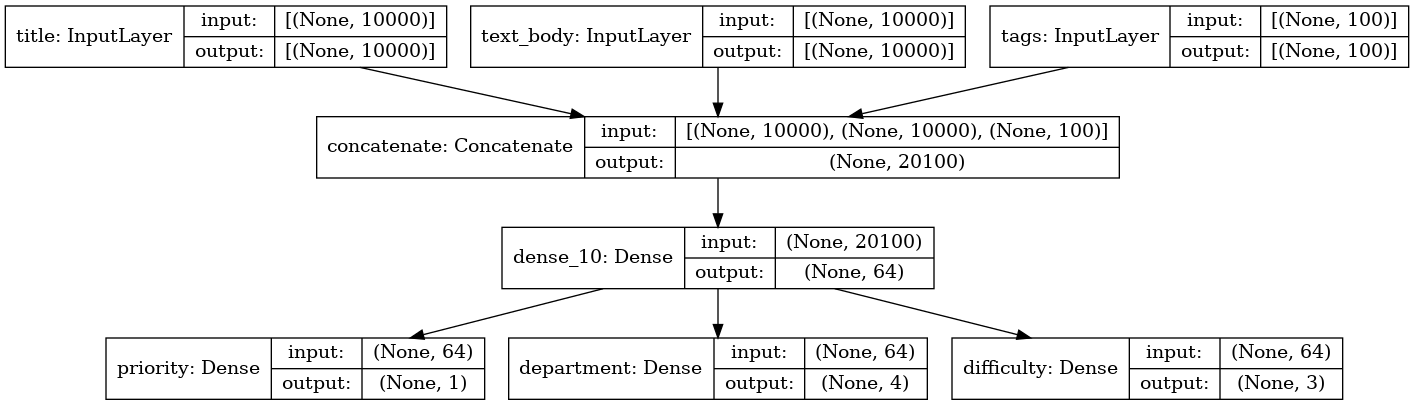 title: InputLayer
input:
[(None, 10000)]
output:
[(None, 10000)]
text_body: InputLayer
input:
[(None, 10000)]
output:
[(None, 10000)]
tags: InputLayer
input:
[(None, 100)]
output:
[(None, 100)]
concatenate: Concatenate
input:
[(None, 10000), (None, 10000), (None, 100)]
output:
(None, 20100)
dense_10: Dense
input:
(None, 20100)
output:
(None, 64)
priority: Dense
input:
(None, 64)
output:
(None, 1)
department: Dense
input:
(None, 64)
output:
(None, 4)
difficulty: Dense
input:
(None, 64)
output:
(None, 3)